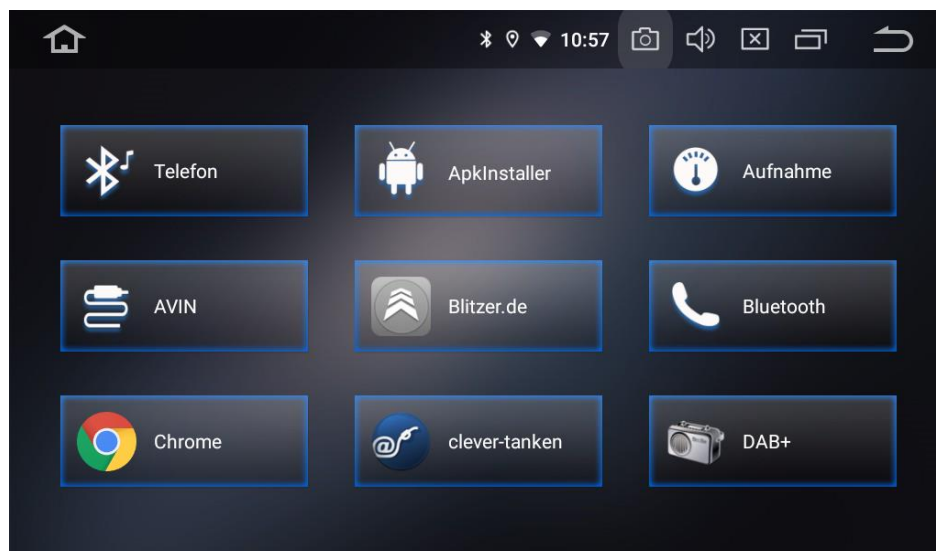 10:57
Telefon
ApkInstaller
Aufnahme
AVIN
Blitzer.de
Bluetooth
Chrome
clever-tanken
DAB+